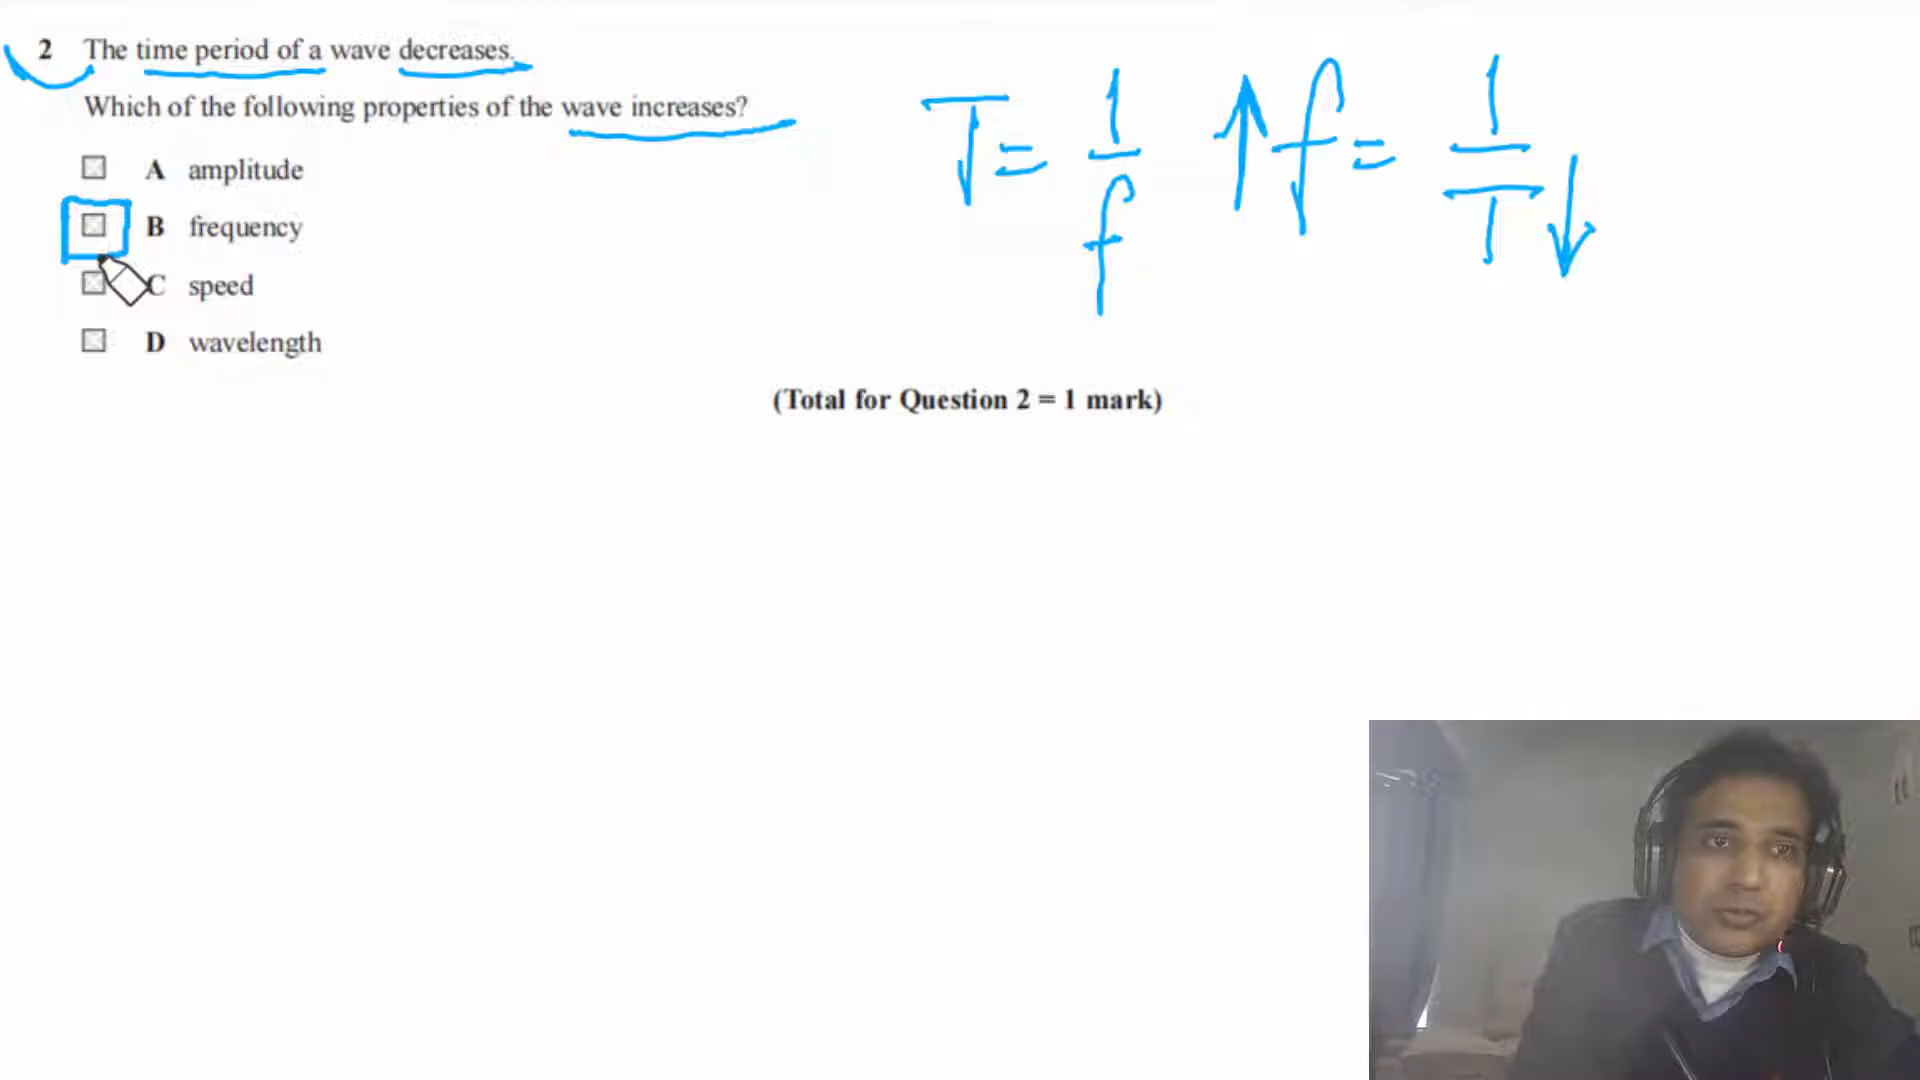 2 The time period of a wave decreases.
Which of the following properties of the wave increases?
A amplitude
B frequency
C speed
D wavelength
(Total for Question 2 = 1 mark)
T = 1/f ↑f = 1/T↓